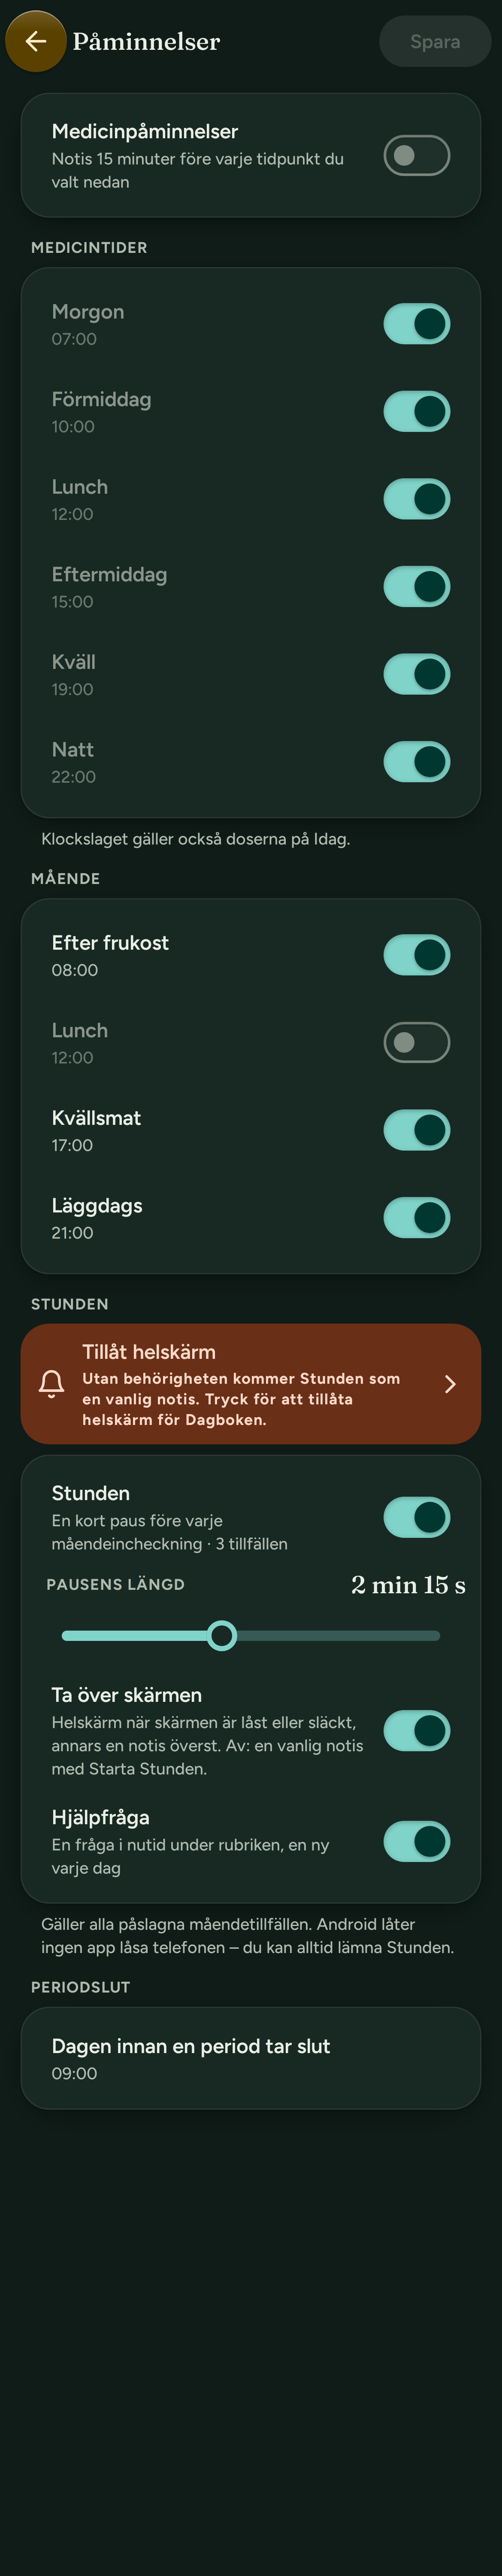 Påminnelser
Spara
Medicinpåminnelser
Notis 15 minuter före varje tidpunkt du
valt nedan
MEDICINTIDER
Morgon
07:00
Förmiddag
10:00
Lunch
12:00
Eftermiddag
15:00
Kväll
19:00
Natt
22:00
Klockslaget gäller också doserna på Idag.
MÅENDE
Efter frukost
08:00
Lunch
12:00
Kvällsmat
17:00
Läggdags
21:00
STUNDEN
Tillåt helskärm
Utan behörigheten kommer Stunden som
en vanlig notis. Tryck för att tillåta
helskärm för Dagboken.
Stunden
En kort paus före varje
måendeincheckning · 3 tillfällen
PAUSENS LÄNGD
2 min 15 s
Ta över skärmen
Helskärm när skärmen är låst eller släckt,
annars en notis överst. Av: en vanlig notis
med Starta Stunden.
Hjälpfråga
En fråga i nutid under rubriken, en ny
varje dag
Gäller alla påslagna måendetillfällen. Android låter
ingen app låsa telefonen – du kan alltid lämna Stunden.
PERIODSLUT
Dagen innan en period tar slut
09:00